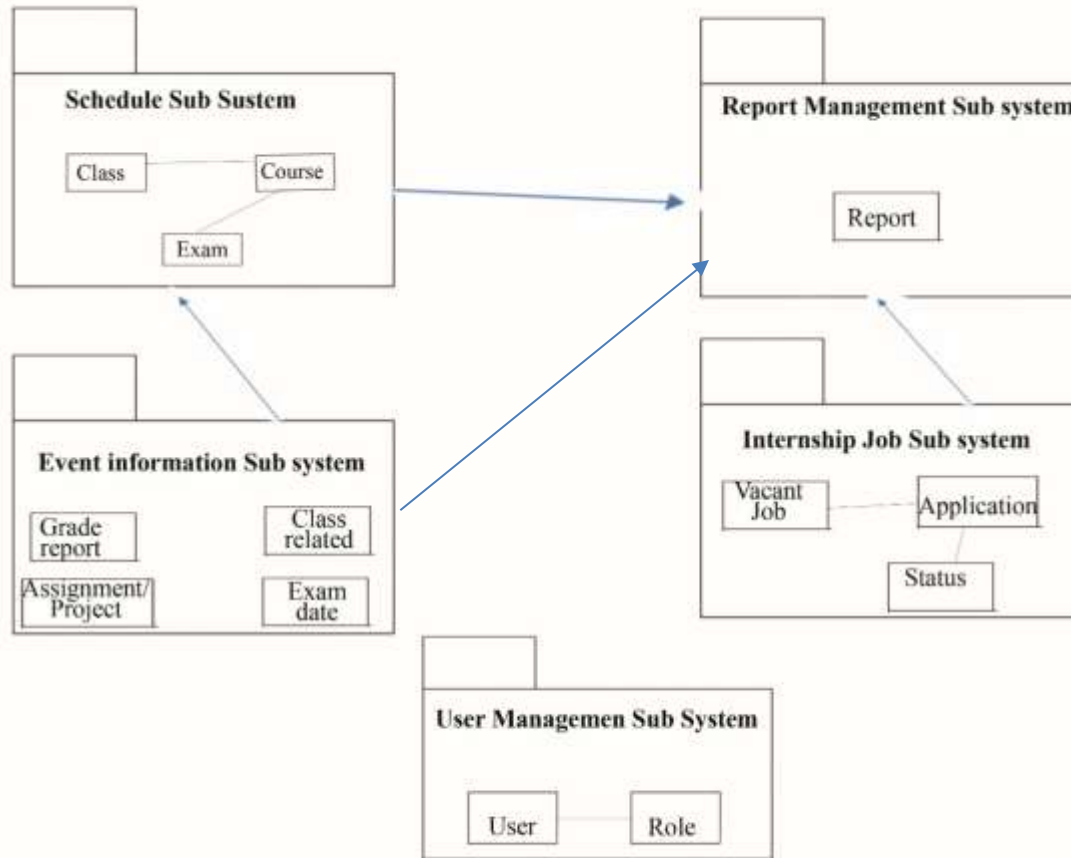 Schedule Sub Sustem
Class
Course
Exam
Report Management Sub system
Report
Event information Sub system
Grade
report
Class
related
Assignment/
Project
Exam
date
Internship Job Sub system
Vacant
Job
Application
Status
User Managemen Sub System
User
Role